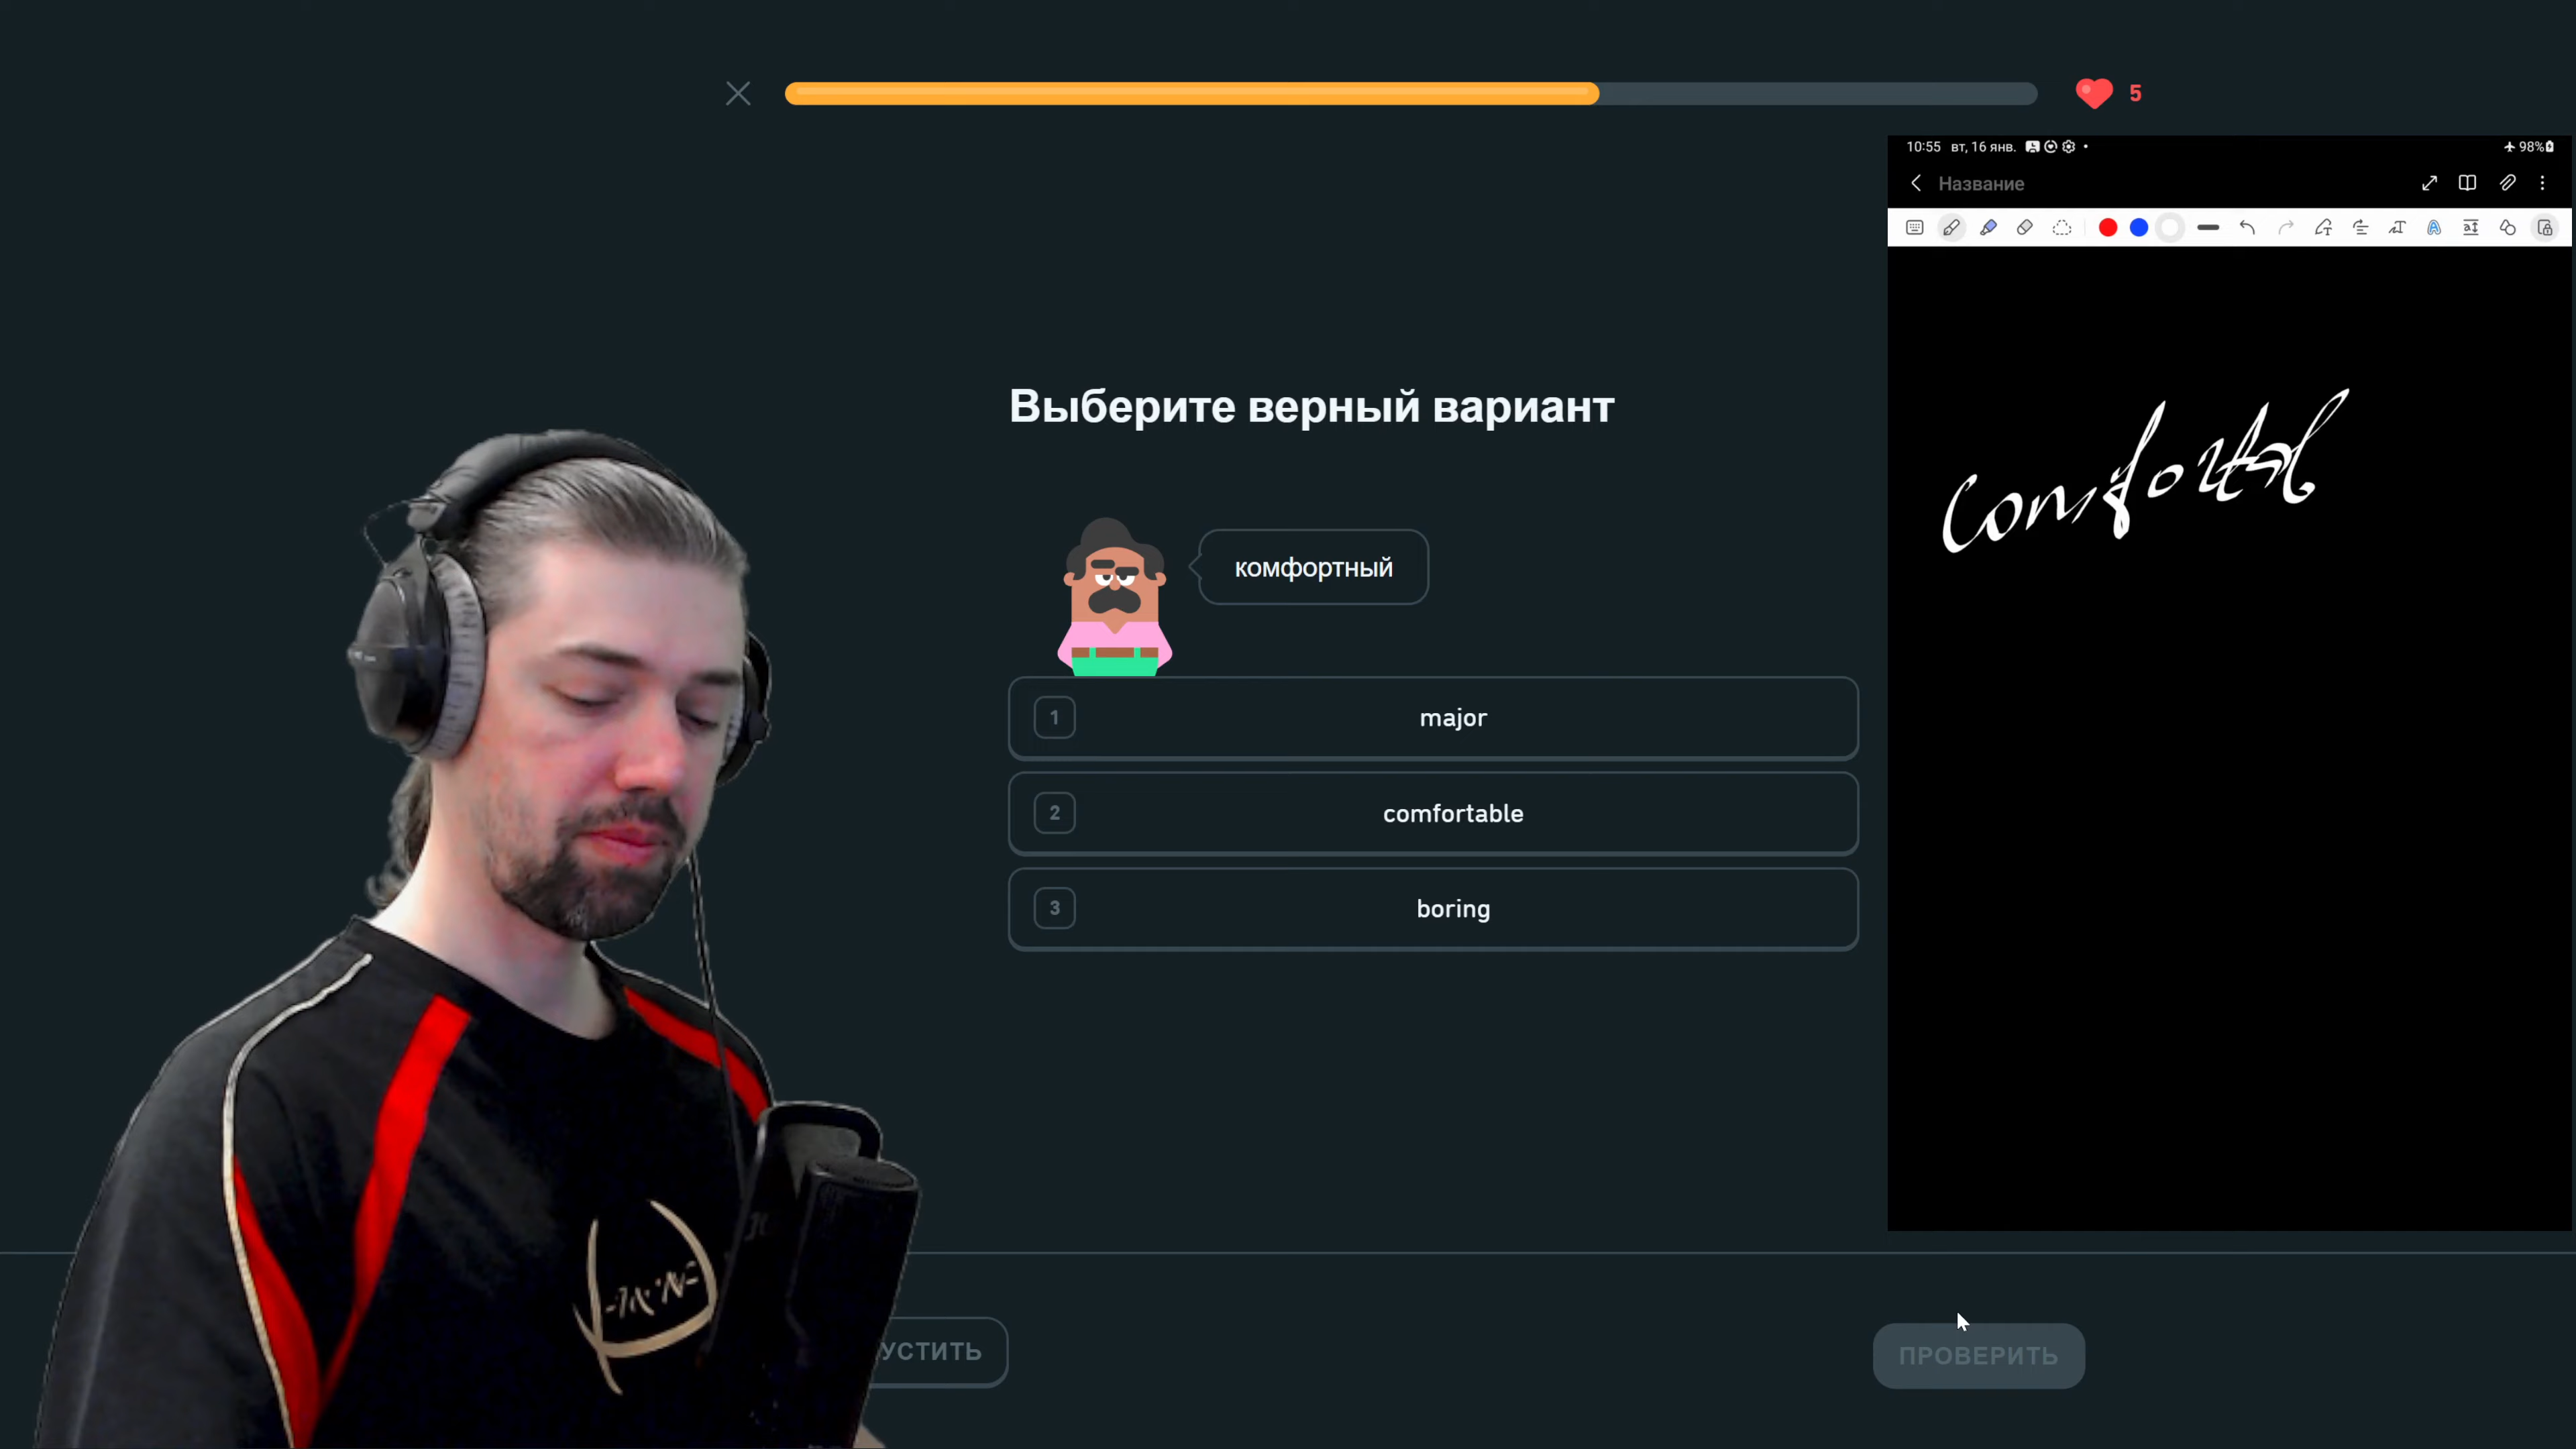 5
10:55 вт, 16 янв. 98%
Название
Comfortabl
Выберите верный вариант
комфортный
1 major
2 comfortable
3 boring
УСТИТЬ
ПРОВЕРИТЬ